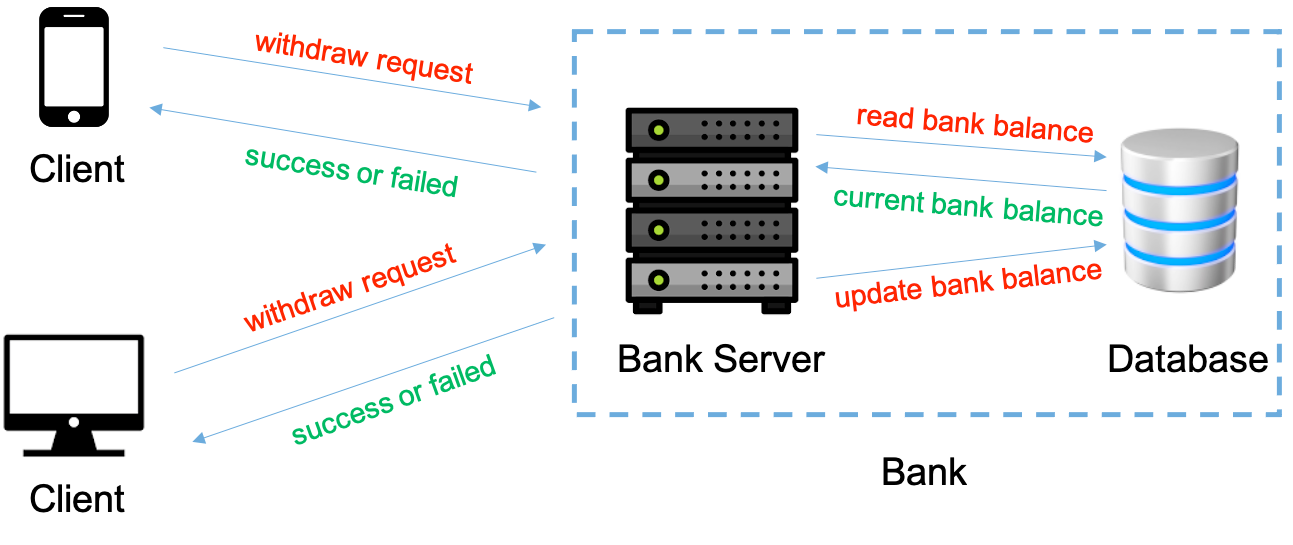 withdraw request
success or failed
Client
withdraw request
success or failed
Client
read bank balance
current bank balance
update bank balance
Bank Server
Database
Bank